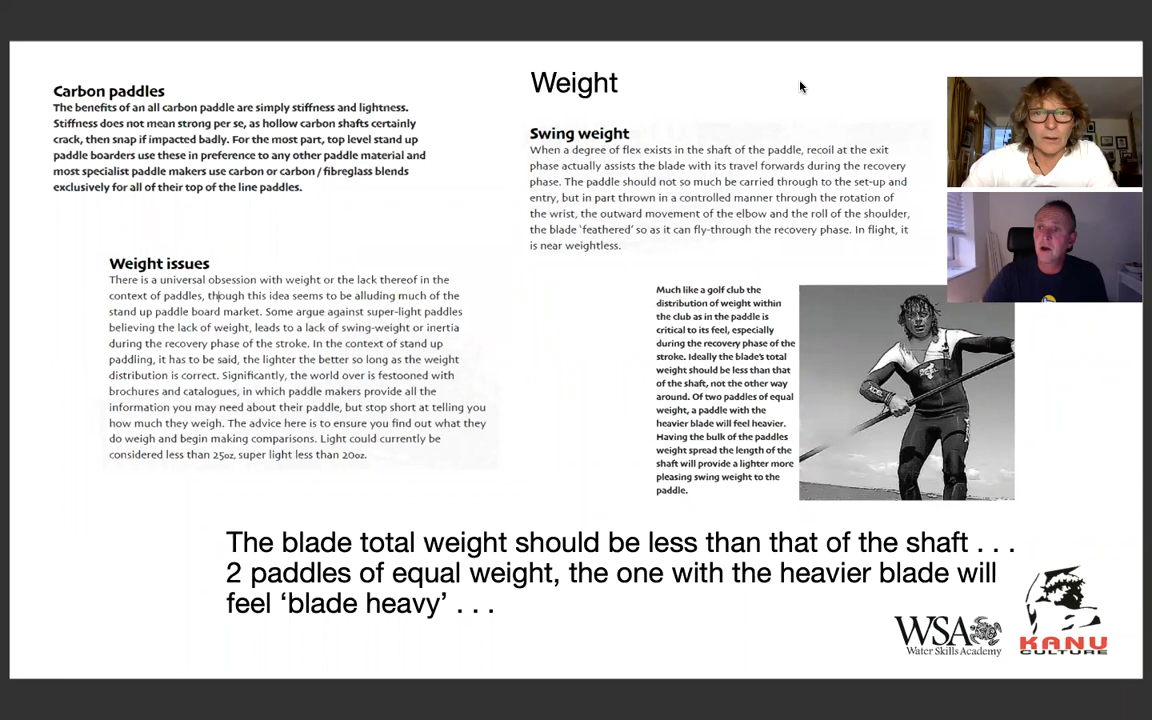 Carbon paddles
The benefits of an all carbon paddle are simply stiffness and lightness.
Stiffness does not mean strong per se, as hollow carbon shafts certainly
crack, then snap if impacted badly. For the most part, top level stand up
paddle boarders use these in preference to any other paddle material and
most specialist paddle makers use carbon or carbon / fibreglass blends
exclusively for all of their top of the line paddles.
Weight issues
There is a universal obsession with weight or the lack thereof in the
context of paddles, though this idea seems to be alluding much of the
stand up paddle board market. Some argue against super-light paddles
believing the lack of weight, leads to a lack of swing-weight or inertia
during the recovery phase of the stroke. In the context of stand up
paddling, it has to be said, the lighter the better so long as the weight
distribution is correct. Significantly, the world over is festooned with
brochures and catalogues, in which paddle makers provide all the
information you may need about their paddle, but stop short at telling you
how much they weigh. The advice here is to ensure you find out what they
do weigh and begin making comparisons. Light could currently be
considered less than 25oz, super light less than 20oz.
Weight
Swing weight
When a degree of flex exists in the shaft of the paddle, recoil at the exit
phase actually assists the blade with its travel forwards during the recovery
phase. The paddle should not so much be carried through to the set-up and
entry, but in part thrown in a controlled manner through the rotation of
the wrist, the outward movement of the elbow and the roll of the shoulder,
the blade 'feathered' so as it can fly-through the recovery phase. In flight, it
is near weightless.
Much like a golf club the
distribution of weight within
the club as in the paddle is
critical to its feel, especially
during the recovery phase of the
stroke. Ideally the blade's total
weight should be less than that
of the shaft, not the other way
around. Of two paddles of equal
weight, a paddle with the
heavier blade will feel heavier.
Having the bulk of the paddles
weight spread the length of the
shaft will provide a lighter more
pleasing swing weight to the
paddle.
The blade total weight should be less than that of the shaft . . .
2 paddles of equal weight, the one with the heavier blade will
feel ‘blade heavy’ . . .
WSA
Water Skills Academy
KANU
CULTURE